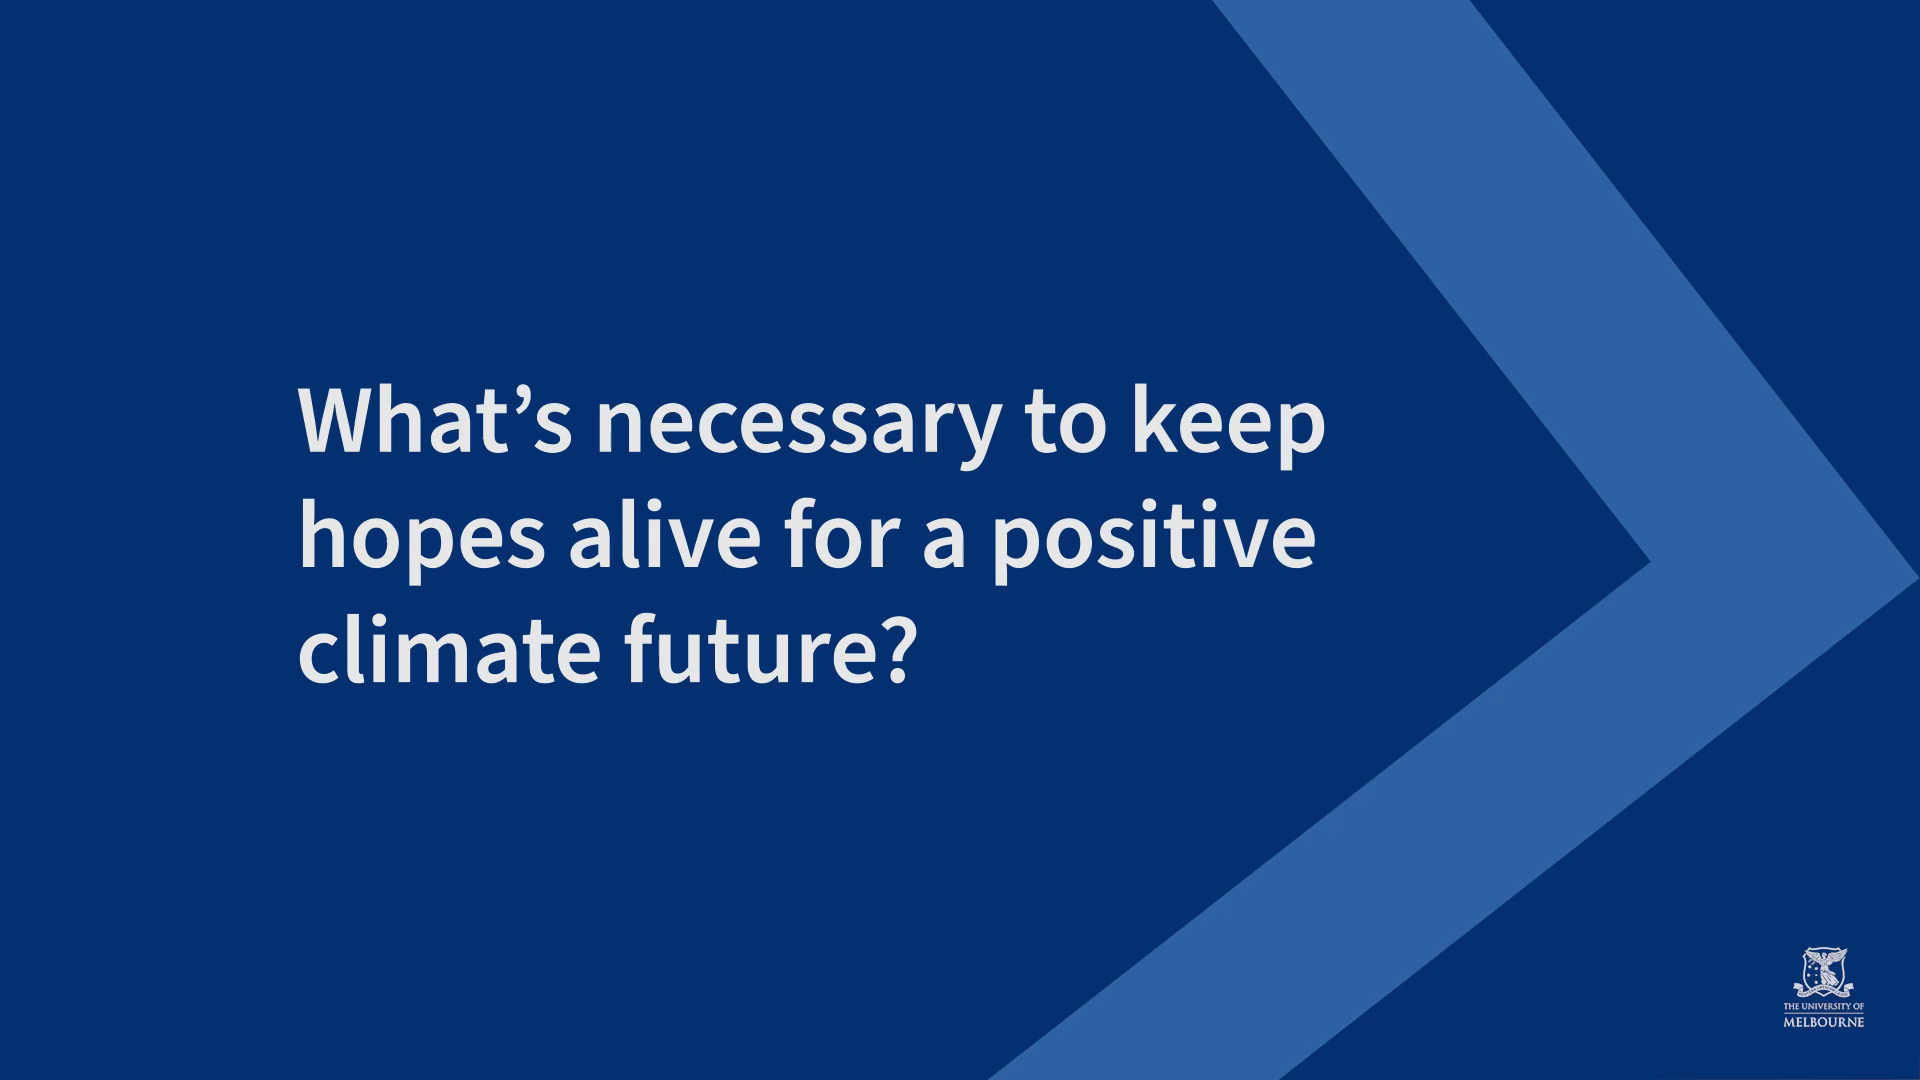 What’s necessary to keep
hopes alive for a positive
climate future?
THE UNIVERSITY OF
MELBOURNE